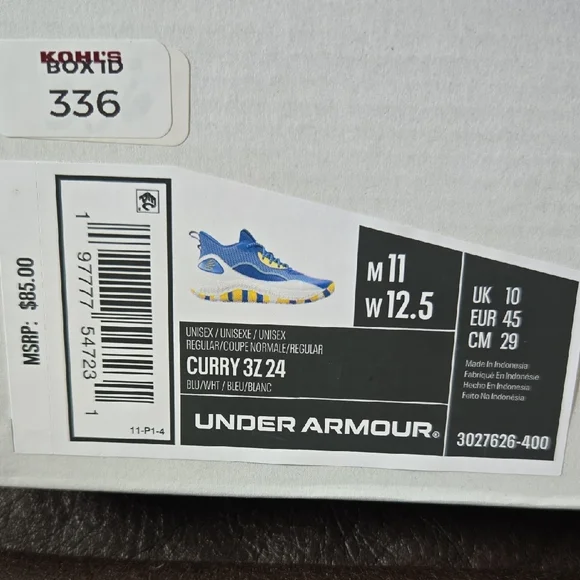 KOHL'S
BOX ID
336
MSRP: $85.00
1 97777 54723 1
11-P1-4
M 11
W 12.5
UK 10
EUR 45
CM 29
Made In Indonesia
Fabriqué En Indonésie
Hecho En Indonesia
Feito Na Indonésia
UNISEX / UNISEXE / UNISEX
REGULAR/COUPE NORMALE/REGULAR
CURRY 3Z 24
BLU/WHT / BLEU/BLANC
UNDER ARMOUR®
3027626-400